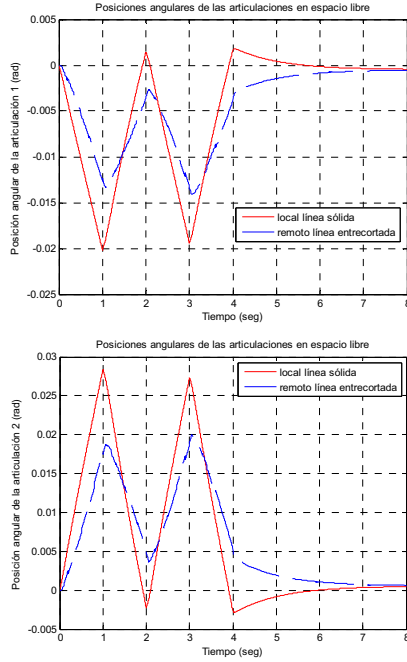 Posiciones angulares de las articulaciones en espacio libre
Posición angular de la articulación 1 (rad)
0.005
0
-0.005
-0.01
-0.015
-0.02
-0.025
local línea sólida
remoto línea entrecortada
0 1 2 3 4 5 6 7 8
Tiempo (seg)
Posiciones angulares de las articulaciones en espacio libre
Posición angular de la articulación 2 (rad)
0.03
0.025
0.02
0.015
0.01
0.005
0
-0.005
local línea sólida
remoto línea entrecortada
0 1 2 3 4 5 6 7 8
Tiempo (seg)